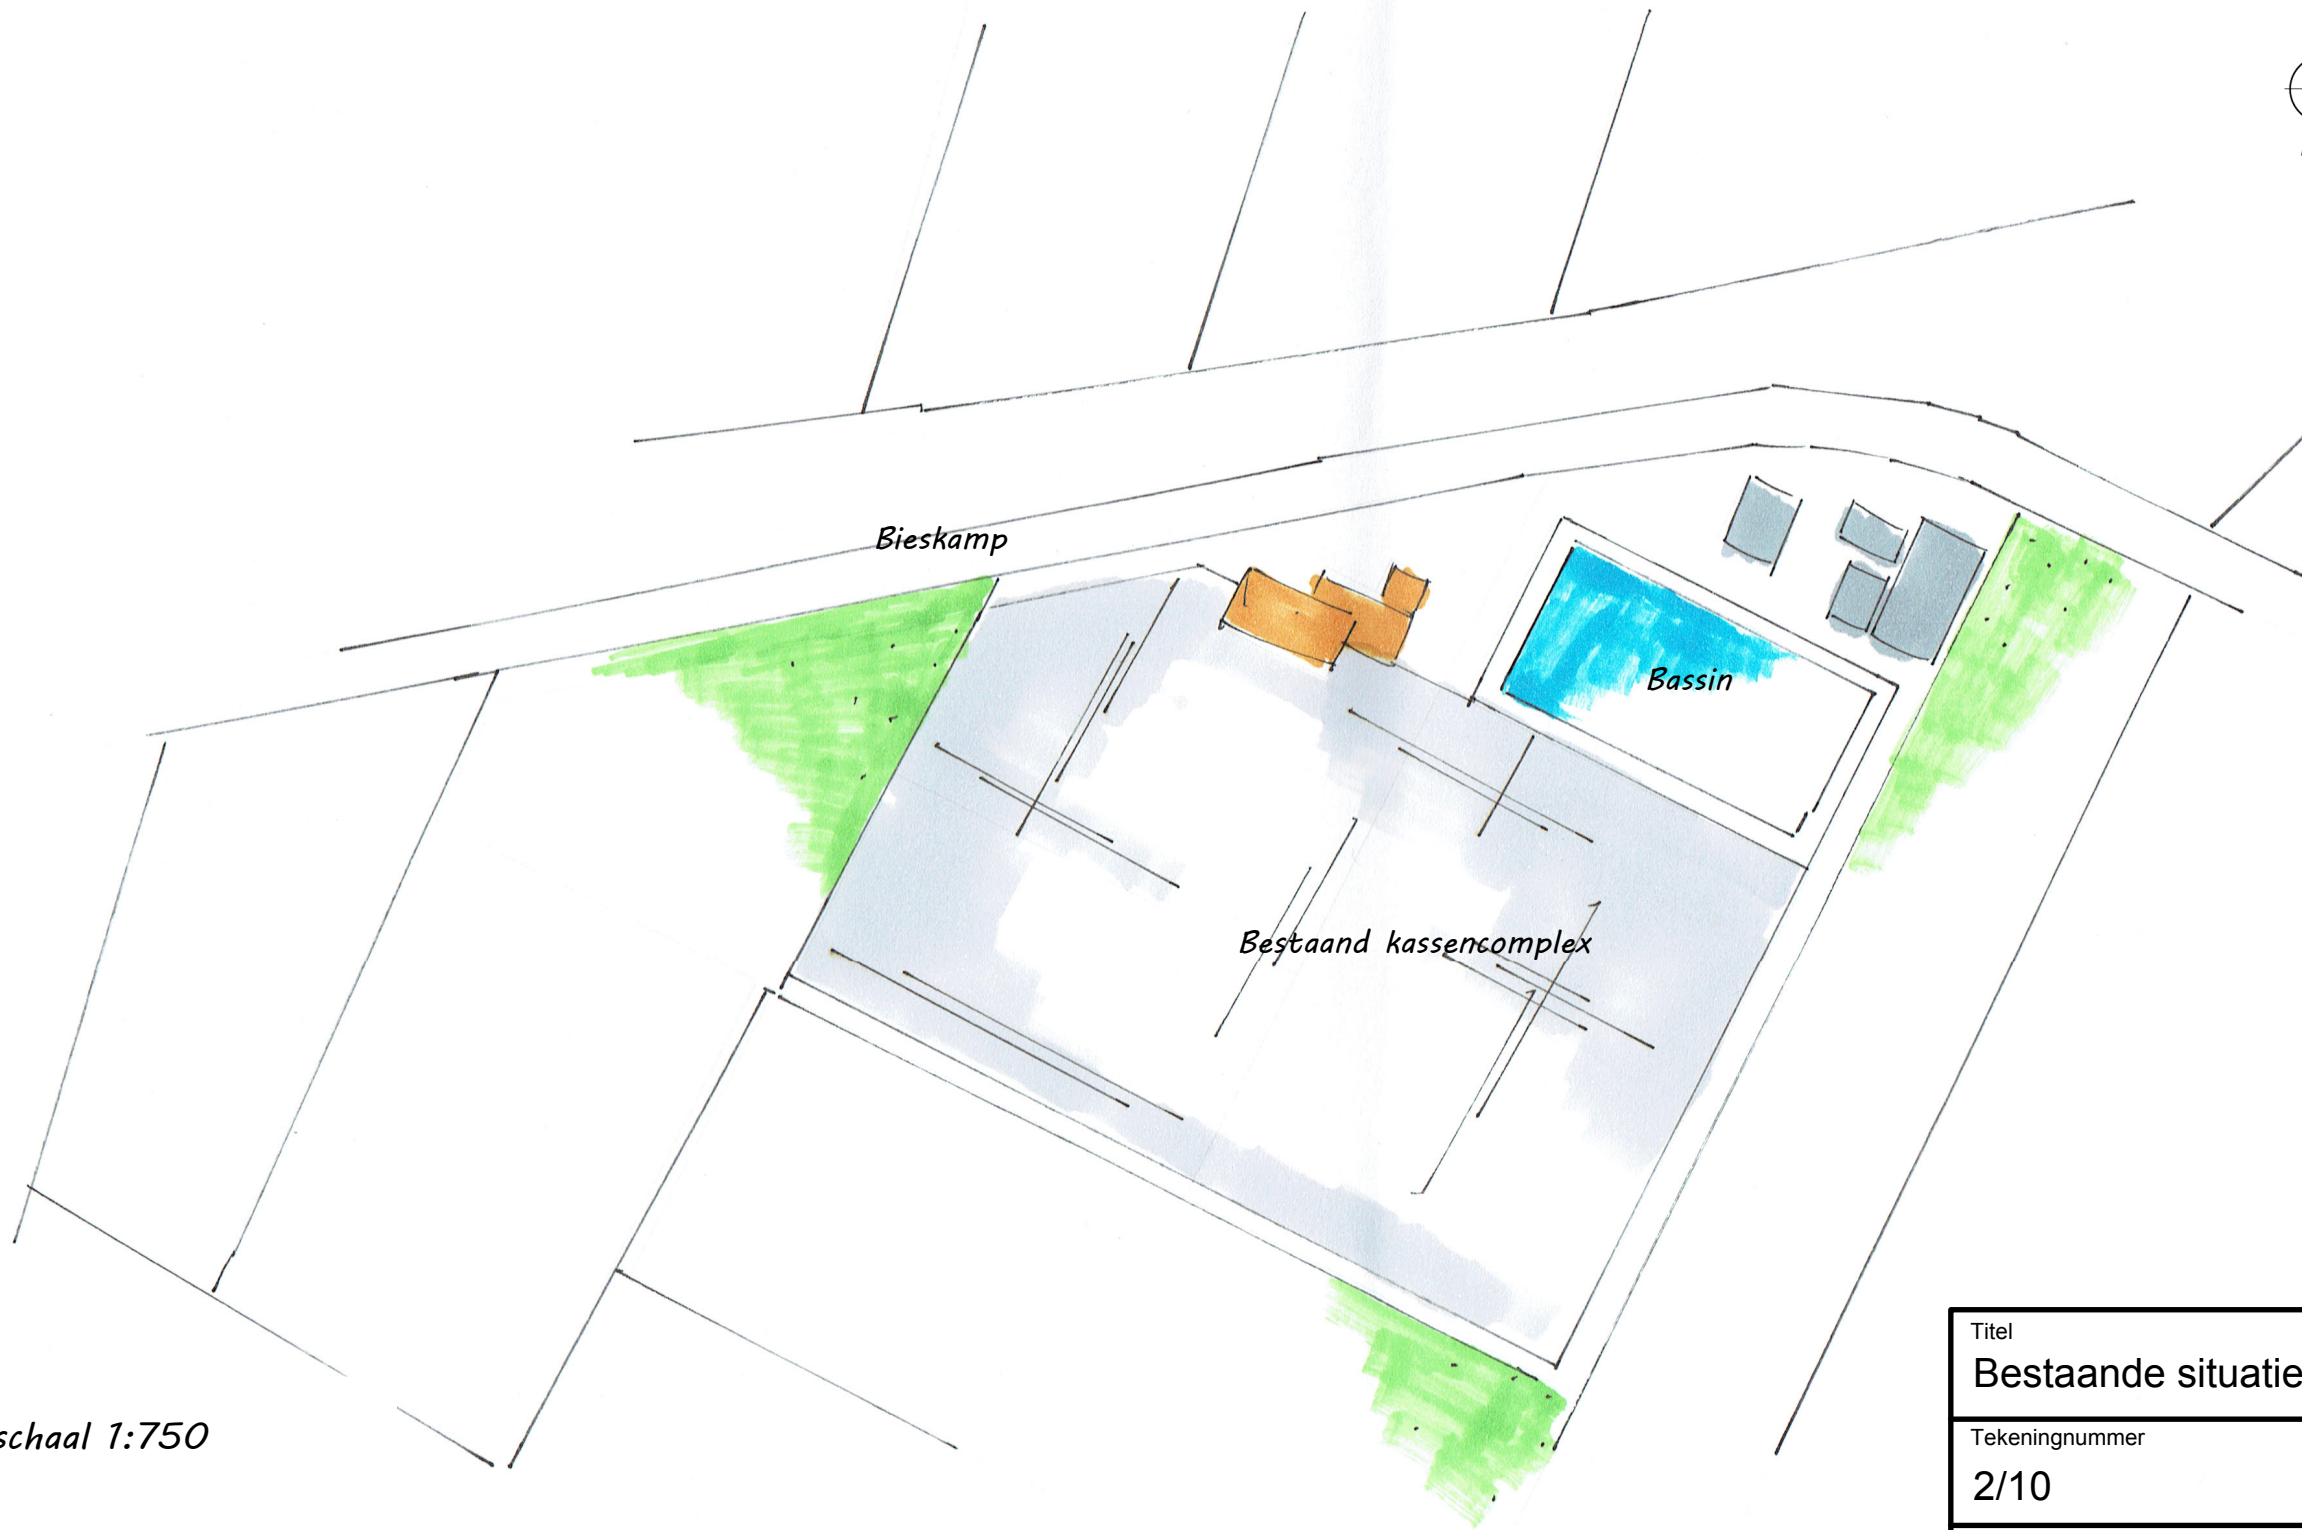 Bieskamp
Bassin
Bestaand kassencomplex
schaal 1:750
Titel
Bestaande situatie
Tekeningnummer
2/10